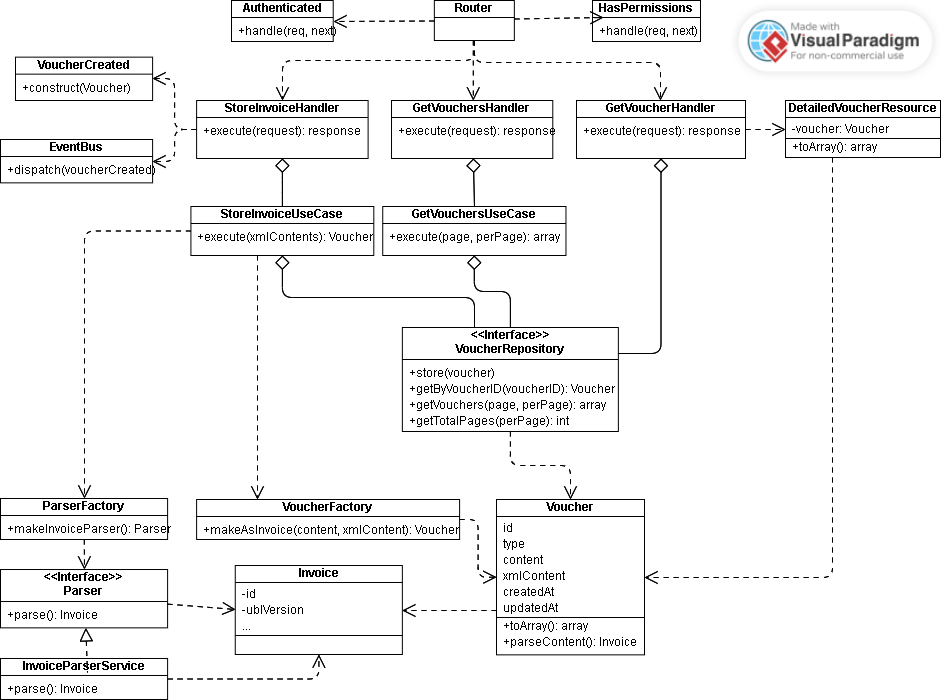 Authenticated
+handle(req, next)
Router
HasPermissions
+handle(req, next)
Made with
Visual Paradigm
For non-commercial use
VoucherCreated
+construct(Voucher)
EventBus
+dispatch(voucherCreated)
StoreInvoiceHandler
+execute(request): response
GetVouchersHandler
+execute(request): response
GetVoucherHandler
+execute(request): response
DetailedVoucherResource
-voucher: Voucher
+toArray(): array
StoreInvoiceUseCase
+execute(xmlContents): Voucher
GetVouchersUseCase
+execute(page, perPage): array
<<Interface>>
VoucherRepository
+store(voucher)
+getByVoucherID(voucherID): Voucher
+getVouchers(page, perPage): array
+getTotalPages(perPage): int
ParserFactory
+makeInvoiceParser(): Parser
VoucherFactory
+makeAsInvoice(content, xmlContent): Voucher
Voucher
id
type
content
xmlContent
createdAt
updatedAt
+toArray(): array
+parseContent(): Invoice
<<Interface>>
Parser
+parse(): Invoice
Invoice
-id
-ublVersion
...
InvoiceParserService
+parse(): Invoice